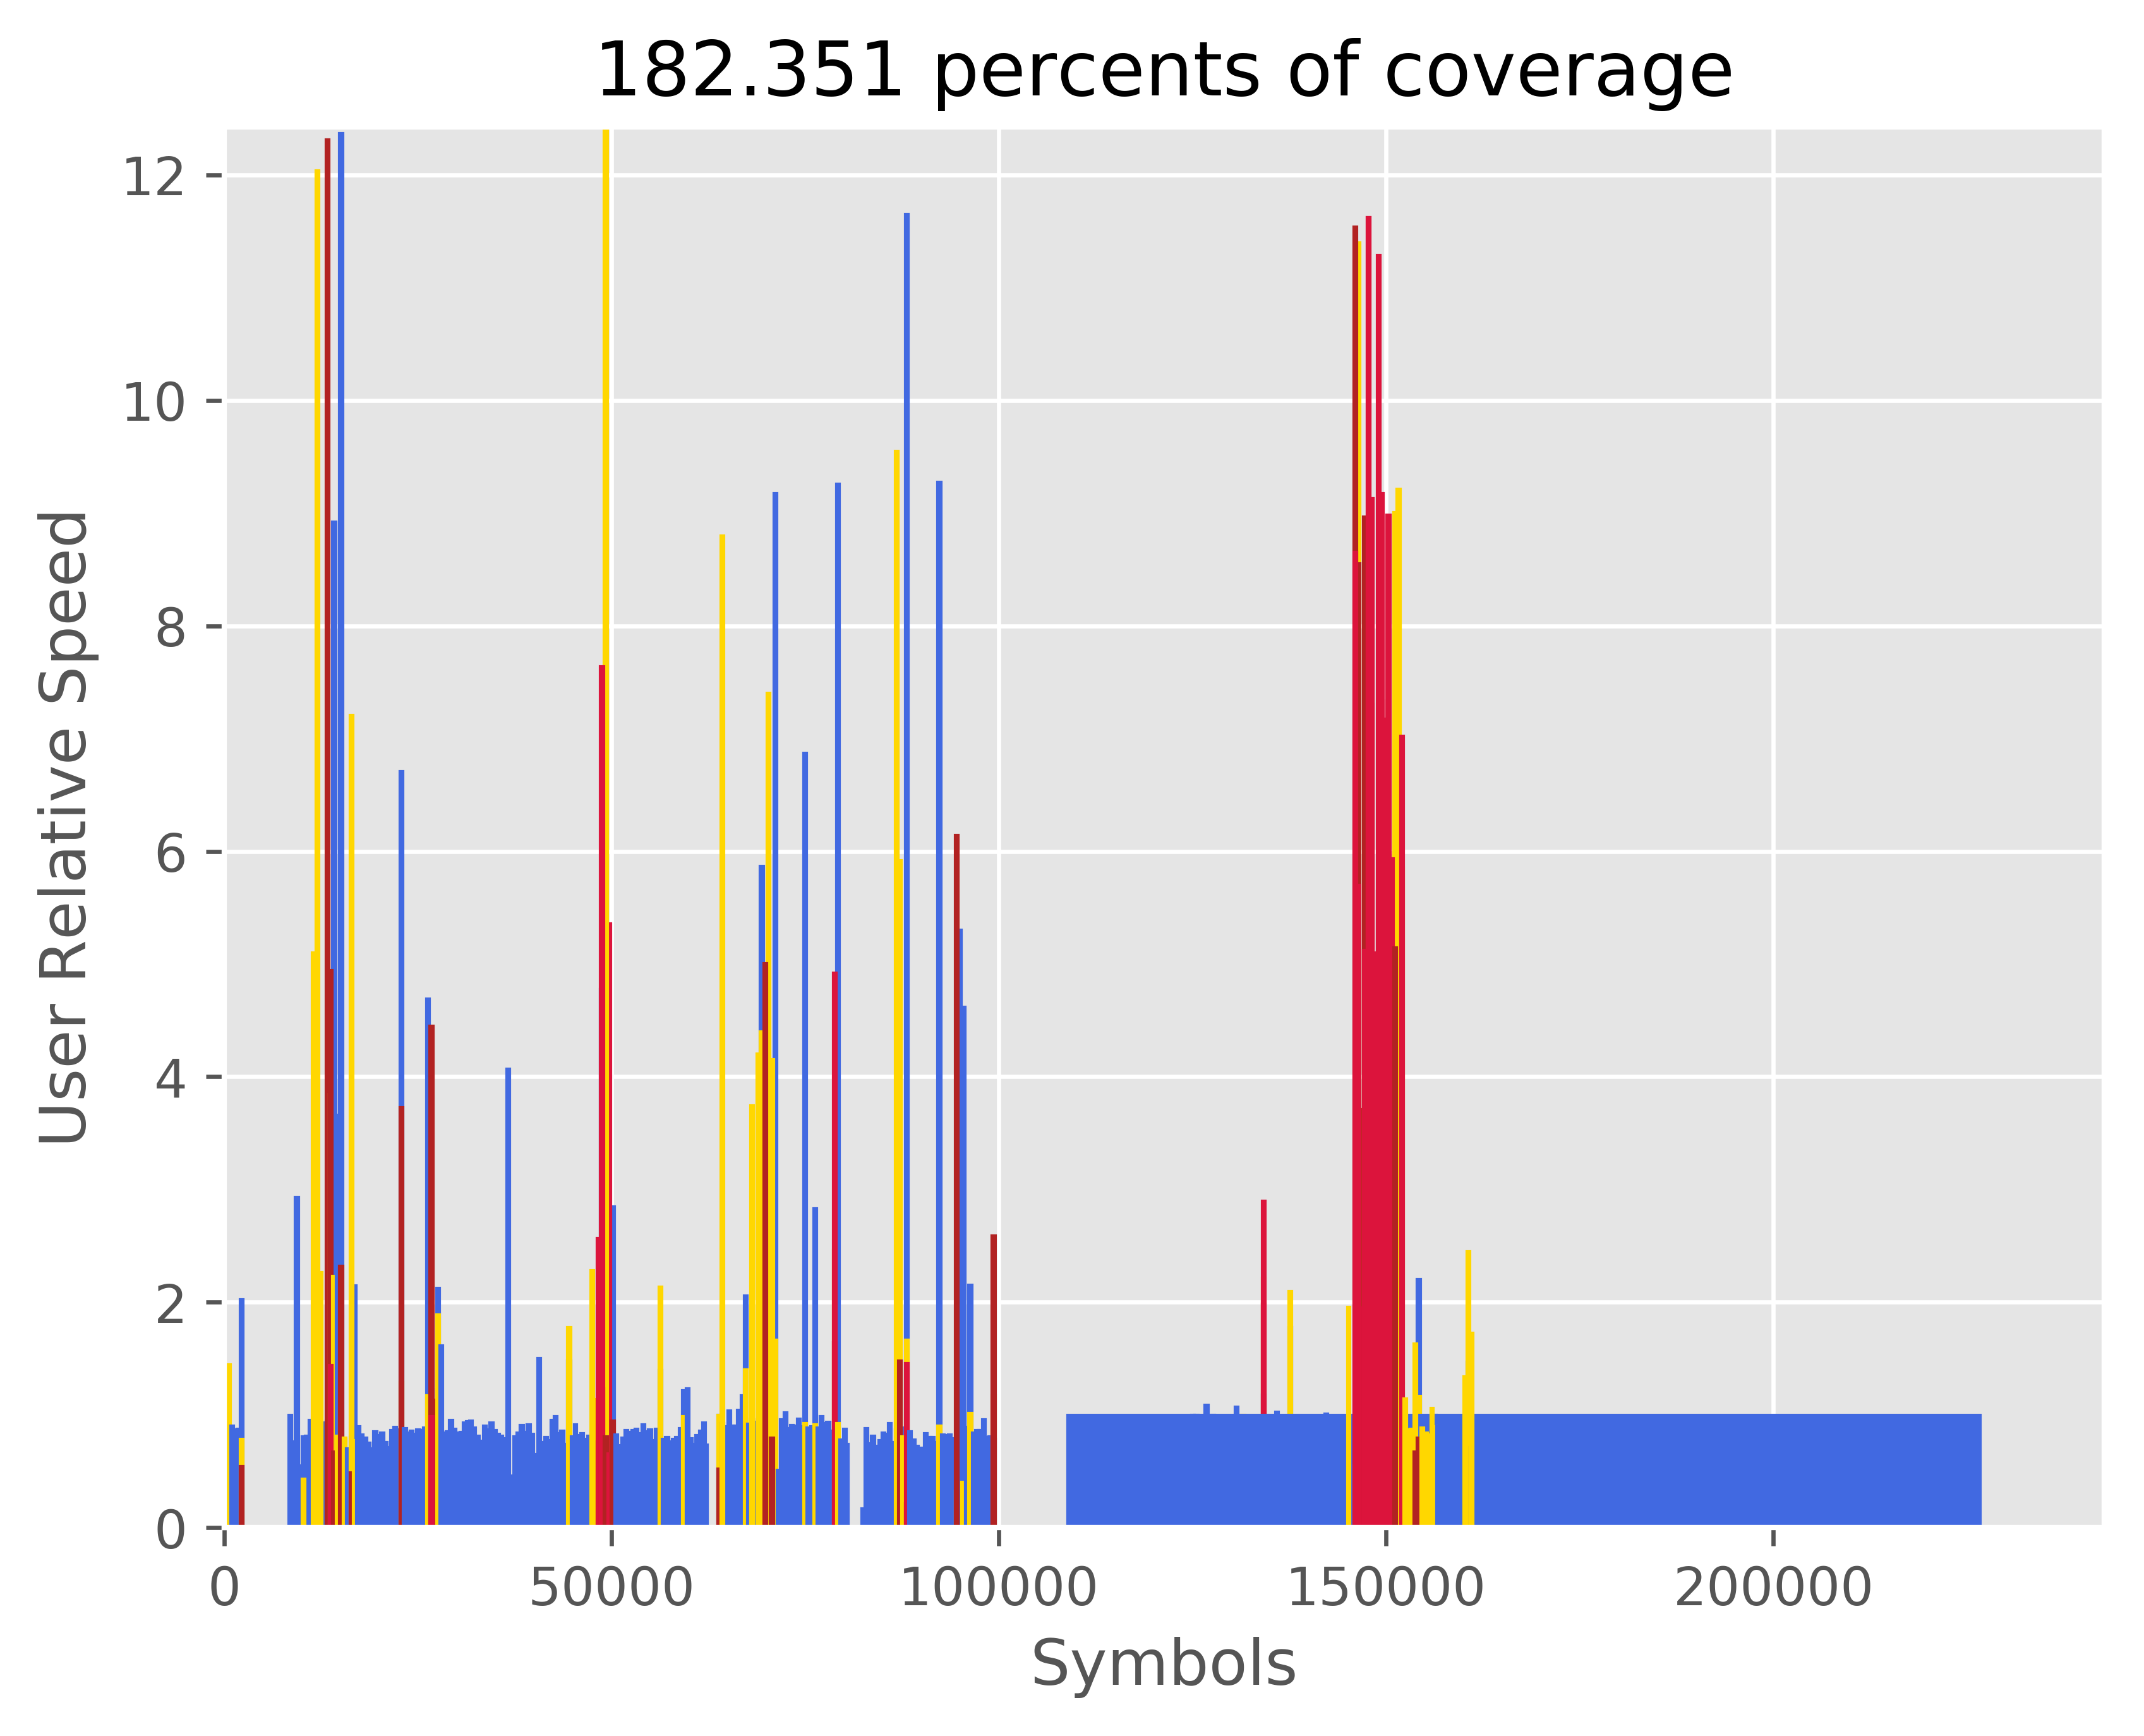 182.351 percents of coverage
12
10
8
6
4
2
0
User Relative Speed
0 50000 100000 150000 200000
Symbols